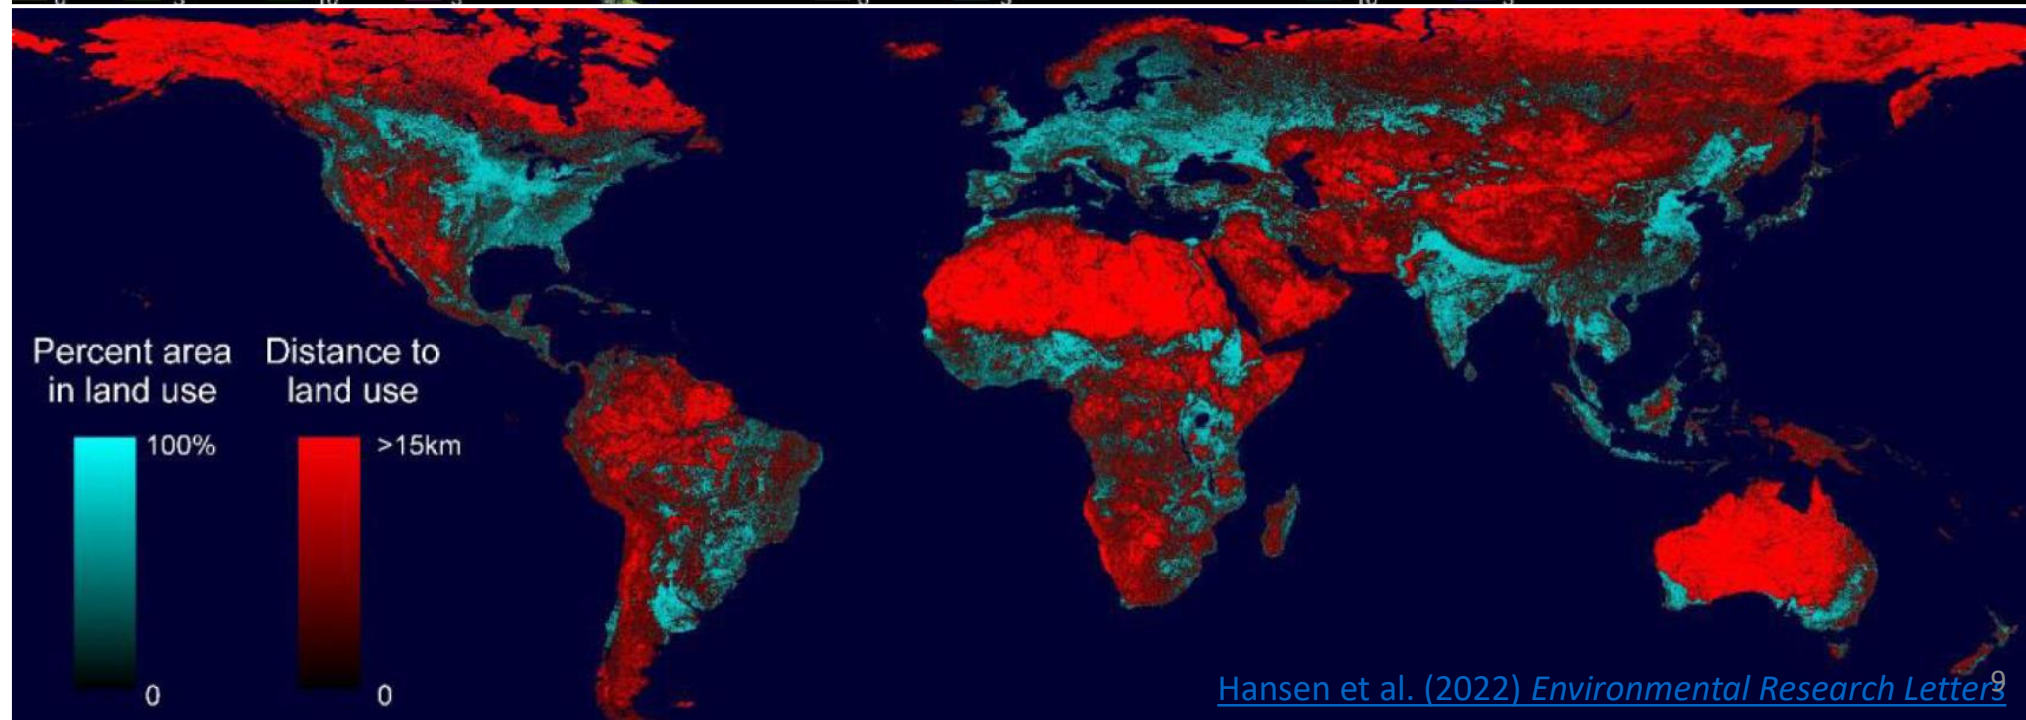 Percent area
in land use
Distance to
land use
100%
>15km
0
0
Hansen et al. (2022) Environmental Research Letters
9